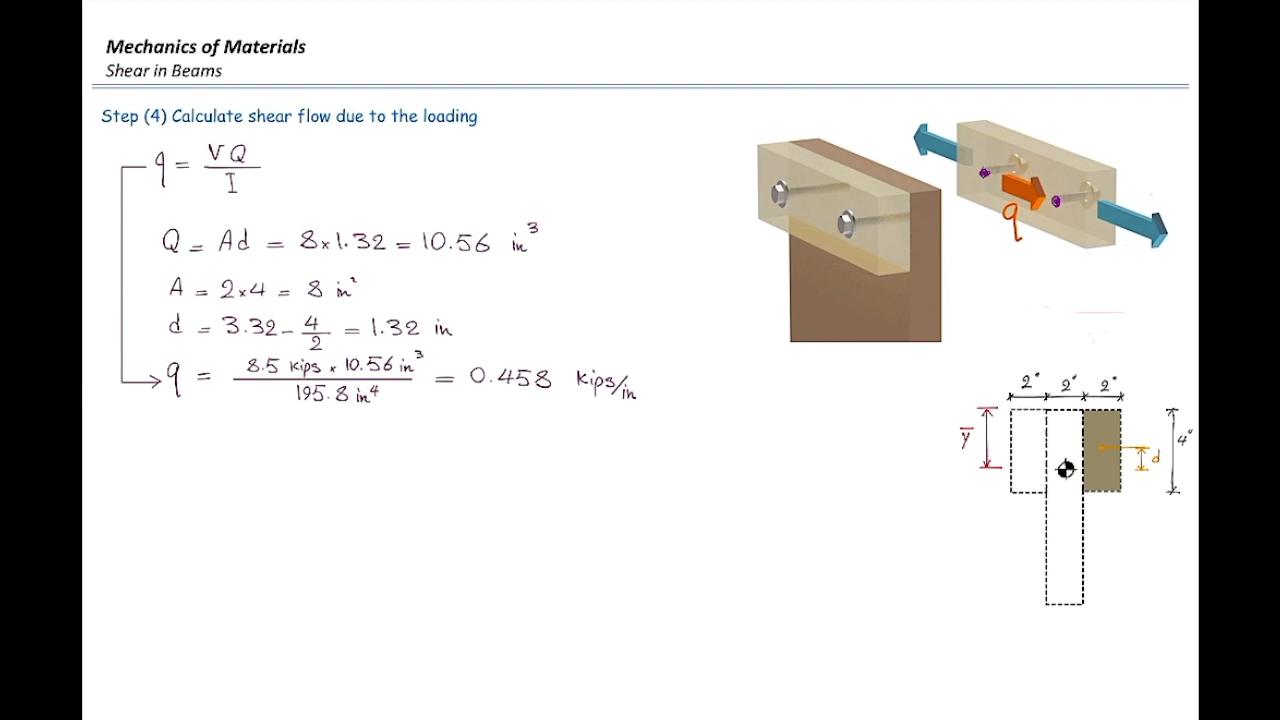 Mechanics of Materials
Shear in Beams
Step (4) Calculate shear flow due to the loading
q = VQ / I
Q = Ad = 8 × 1.32 = 10.56 in³
A = 2 × 4 = 8 in²
d = 3.32 - 4/2 = 1.32 in
q = 8.5 kips × 10.56 in³ / 195.8 in⁴ = 0.458 kips/in
q
2" 2" 2"
y̅
d
4"